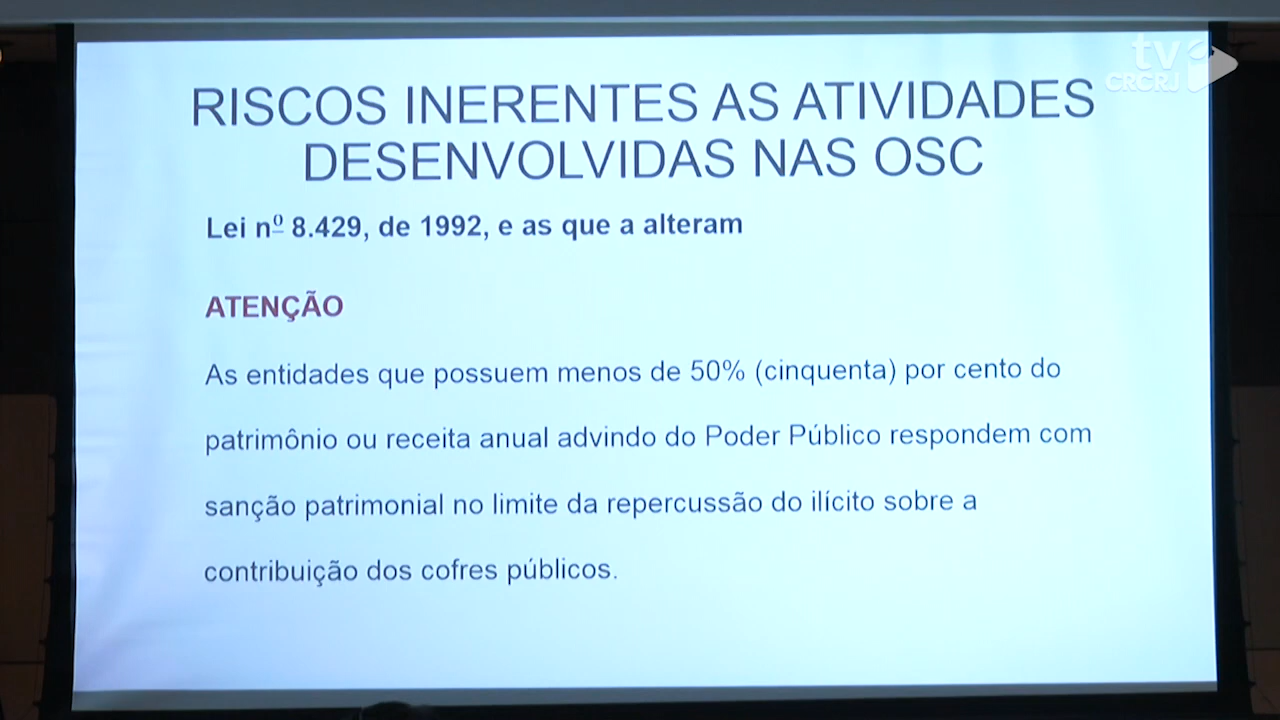 tv
CRCRJ
RISCOS INERENTES AS ATIVIDADES
DESENVOLVIDAS NAS OSC
Lei nº 8.429, de 1992, e as que a alteram
ATENÇÃO
As entidades que possuem menos de 50% (cinquenta) por cento do
patrimônio ou receita anual advindo do Poder Público respondem com
sanção patrimonial no limite da repercussão do ilícito sobre a
contribuição dos cofres públicos.